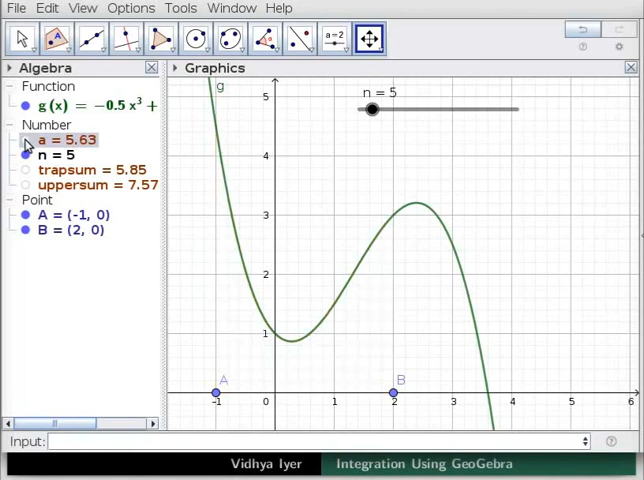 File Edit View Options Tools Window Help
a=2
Algebra
Graphics
Function
g(x) = −0.5 x³ +
Number
a = 5.63
n = 5
trapsum = 5.85
uppersum = 7.57
Point
A = (-1, 0)
B = (2, 0)
g
n = 5
5
4
3
2
1
A
B
-1 0 1 2 3 4 5 6
Input:
Vidhya Iyer Integration Using GeoGebra